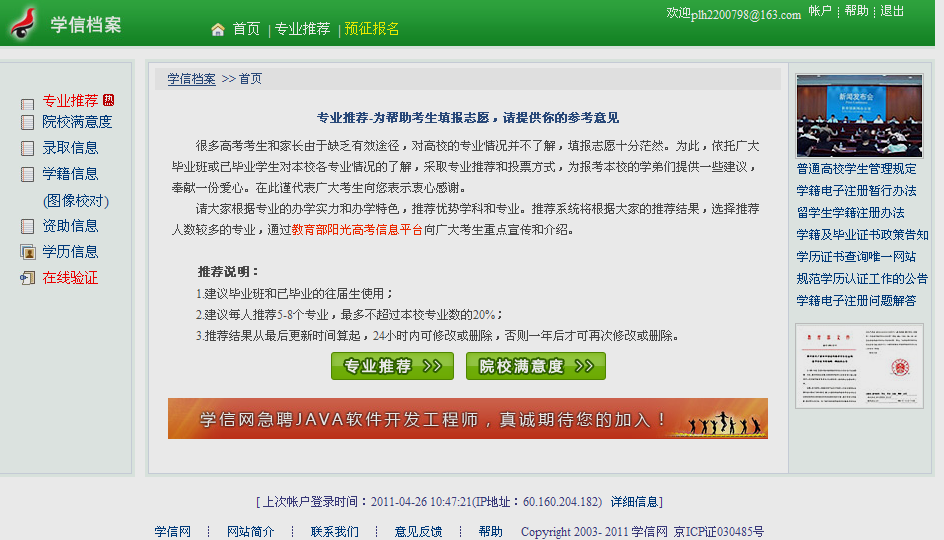 学信档案
首页 | 专业推荐 | 预征报名
欢迎plh2200798@163.com 帐户 | 帮助 | 退出
专业推荐 热
院校满意度
录取信息
学籍信息
(图像校对)
资助信息
学历信息
在线验证
学信档案 >> 首页
专业推荐-为帮助考生填报志愿，请提供你的参考意见
很多高考考生和家长由于缺乏有效途径，对高校的专业情况并不了解，填报志愿十分茫然。为此，依托广大
毕业班或已毕业学生对本校各专业情况的了解，采取专业推荐和投票方式，为报考本校的学弟们提供一些建议，
奉献一份爱心。在此谨代表广大考生向您表示衷心感谢。
请大家根据专业的办学实力和办学特色，推荐优势学科和专业。推荐系统将根据大家的推荐结果，选择推荐
人数较多的专业，通过教育部阳光高考信息平台向广大考生重点宣传和介绍。
推荐说明：
1.建议毕业班和已毕业的往届生使用；
2.建议每人推荐5-8个专业，最多不超过本校专业数的20%；
3.推荐结果从最后更新时间算起，24小时内可修改或删除，否则一年后才可再次修改或删除。
专业推荐 >>
院校满意度 >>
学信网急聘JAVA软件开发工程师，真诚期待您的加入！
新闻发布会
普通高校学生管理规定
学籍电子注册暂行办法
留学生学籍注册办法
学籍及毕业证书政策告知
学历证书查询唯一网站
规范学历认证工作的公告
学籍电子注册问题解答
[ 上次帐户登录时间：2011-04-26 10:47:21(IP地址：60.160.204.182) 详细信息]
学信网 | 网站简介 | 联系我们 | 意见反馈 | 帮助 Copyright 2003- 2011 学信网 京ICP证030485号